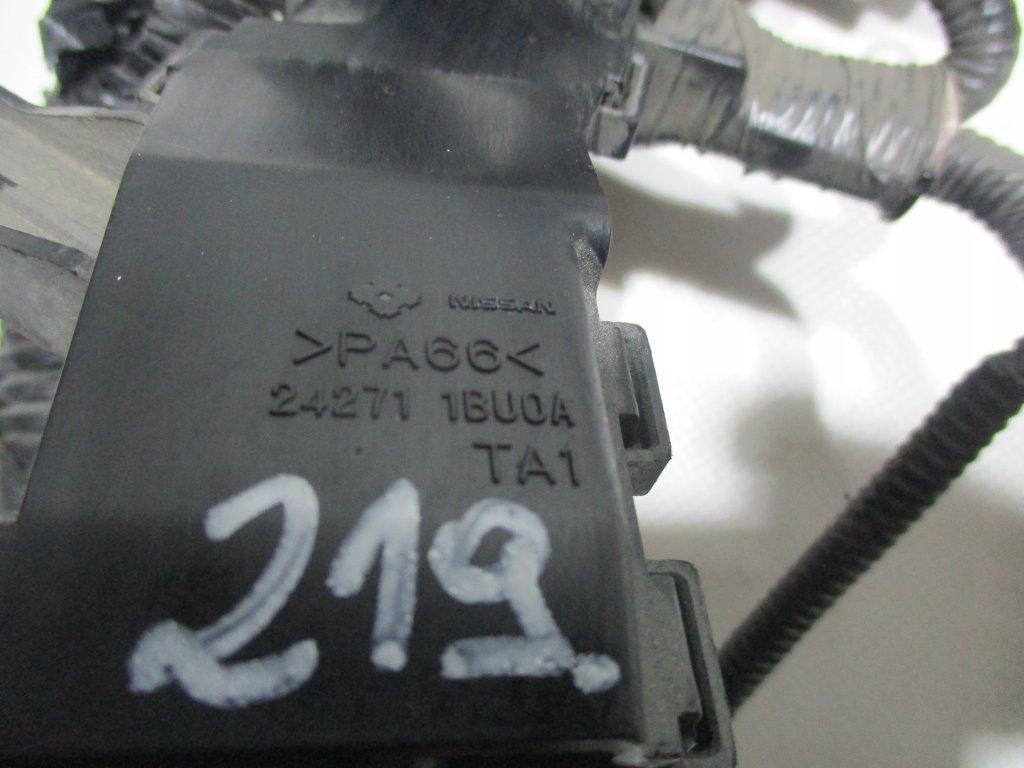 NISSAN
>PA66<
24271 1BU0A
TA1
219.